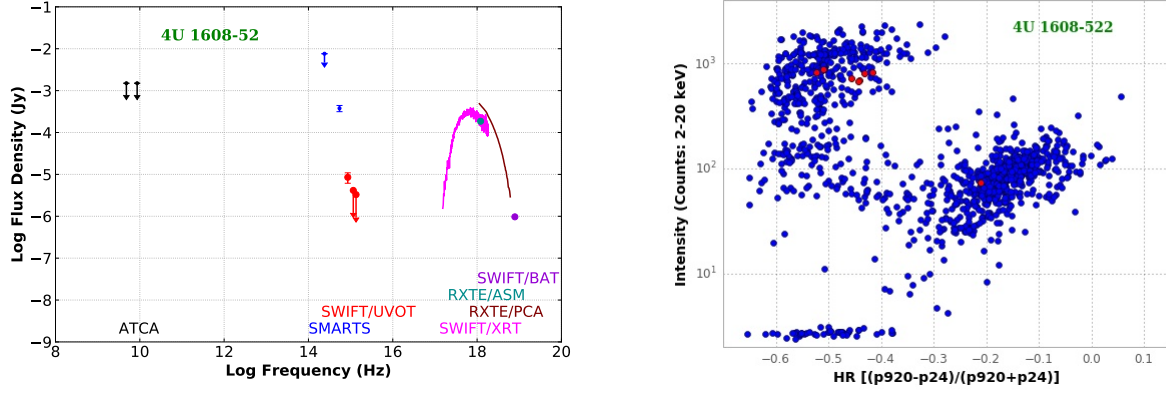 4U 1608-52
Log Flux Density (Jy)
−1
−2
−3
−4
−5
−6
−7
−8
−9
SWIFT/BAT
RXTE/ASM
SWIFT/UVOT
RXTE/PCA
ATCA
SMARTS
SWIFT/XRT
8 10 12 14 16 18 20
Log Frequency (Hz)
4U 1608-522
Intensity (Counts: 2-20 keV)
10³
10²
10¹
−0.6 −0.5 −0.4 −0.3 −0.2 −0.1 0.0 0.1
HR [(p920-p24)/(p920+p24)]